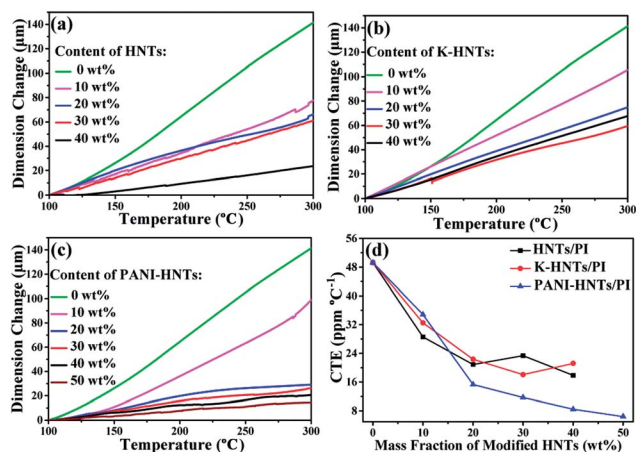 (a)
Content of HNTs:
0 wt%
10 wt%
20 wt%
30 wt%
40 wt%
Dimension Change (μm)
140
120
100
80
60
40
20
0
100 150 200 250 300
Temperature (ºC)
(b)
Content of K-HNTs:
0 wt%
10 wt%
20 wt%
30 wt%
40 wt%
Dimension Change (μm)
140
120
100
80
60
40
20
0
100 150 200 250 300
Temperature (ºC)
(c)
Content of PANI-HNTs:
0 wt%
10 wt%
20 wt%
30 wt%
40 wt%
50 wt%
Dimension Change (μm)
140
120
100
80
60
40
20
0
100 150 200 250 300
Temperature (ºC)
(d)
HNTs/PI
K-HNTs/PI
PANI-HNTs/PI
CTE (ppm ºC⁻¹)
56
48
40
32
24
16
8
0 10 20 30 40 50
Mass Fraction of Modified HNTs (wt%)